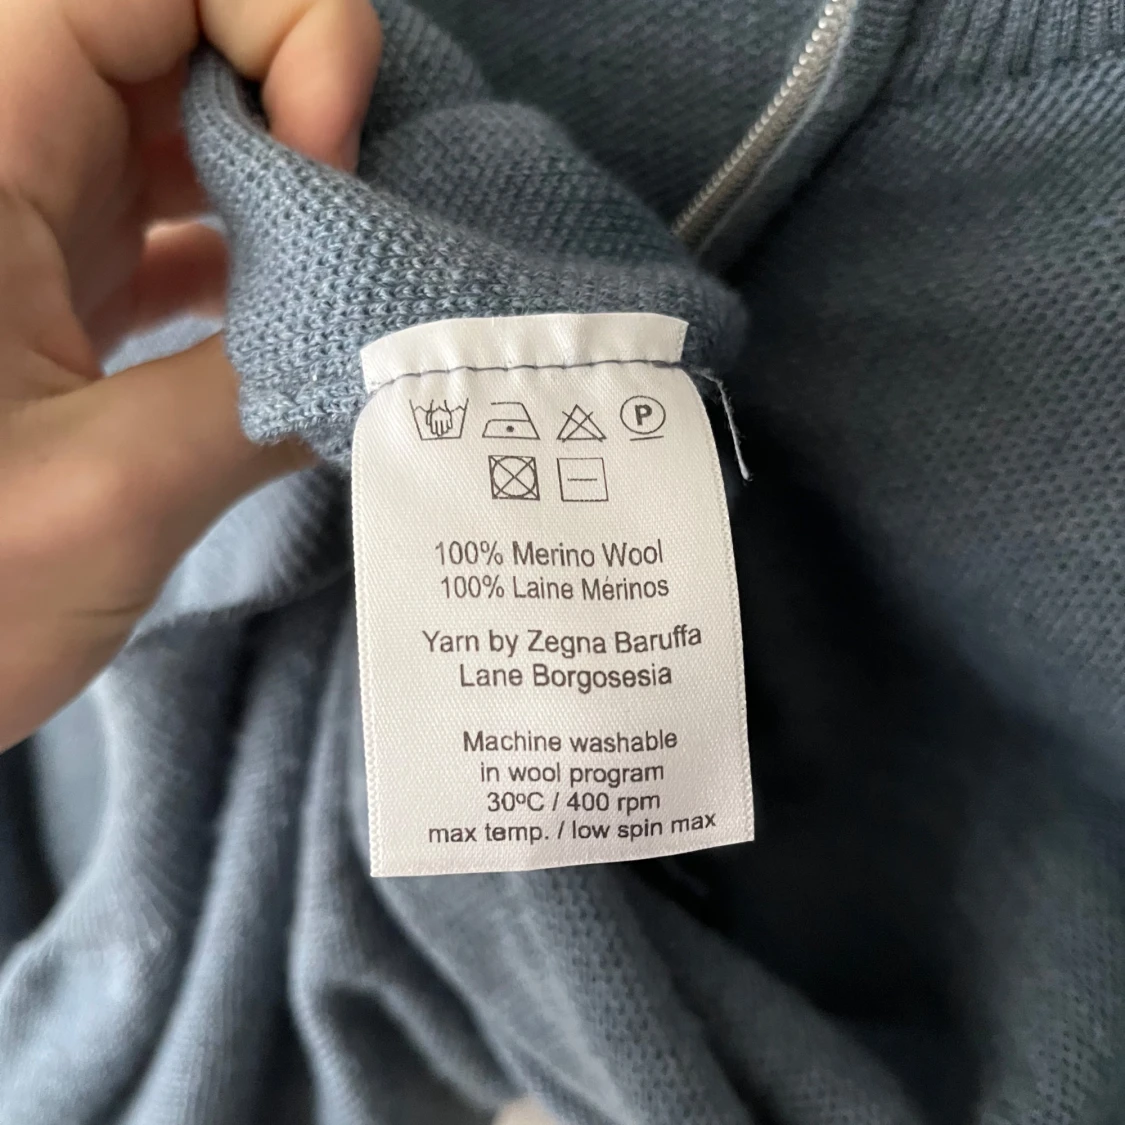 P
100% Merino Wool
100% Laine Mérinos
Yarn by Zegna Baruffa
Lane Borgosesia
Machine washable
in wool program
30ºC / 400 rpm
max temp. / low spin max